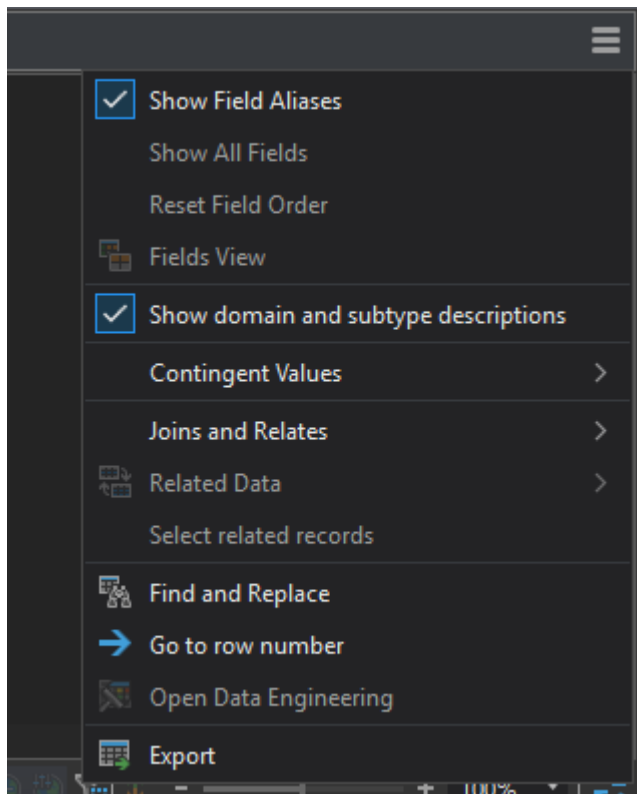 Show Field Aliases
Show All Fields
Reset Field Order
Fields View
Show domain and subtype descriptions
Contingent Values
Joins and Relates
Related Data
Select related records
Find and Replace
Go to row number
Open Data Engineering
Export
100%